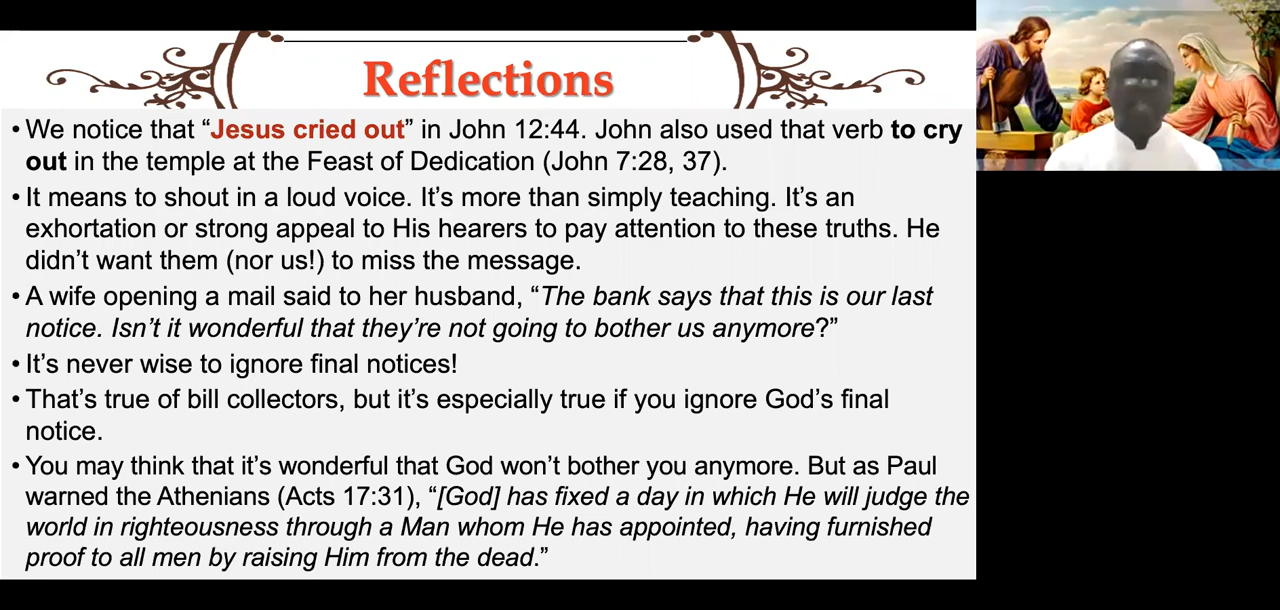 Reflections
• We notice that “Jesus cried out” in John 12:44. John also used that verb to cry
out in the temple at the Feast of Dedication (John 7:28, 37).
• It means to shout in a loud voice. It’s more than simply teaching. It’s an
exhortation or strong appeal to His hearers to pay attention to these truths. He
didn’t want them (nor us!) to miss the message.
• A wife opening a mail said to her husband, “The bank says that this is our last
notice. Isn’t it wonderful that they’re not going to bother us anymore?”
• It’s never wise to ignore final notices!
• That’s true of bill collectors, but it’s especially true if you ignore God’s final
notice.
• You may think that it’s wonderful that God won’t bother you anymore. But as Paul
warned the Athenians (Acts 17:31), “[God] has fixed a day in which He will judge the
world in righteousness through a Man whom He has appointed, having furnished
proof to all men by raising Him from the dead.”